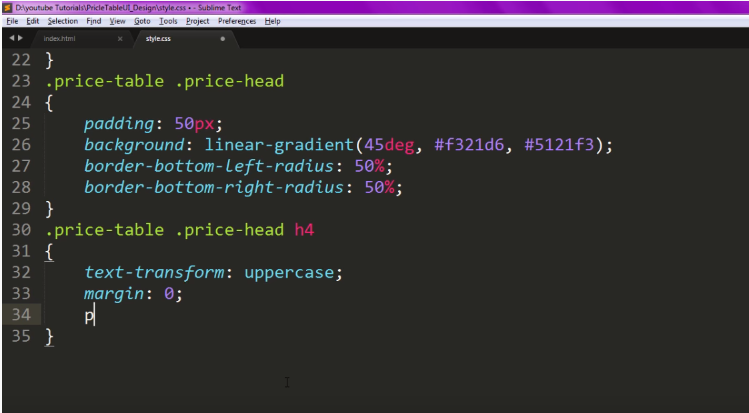 D:\youtube Tutorials\PricleTableUI_Design\style.css • - Sublime Text
File Edit Selection Find View Goto Tools Project Preferences Help
index.html × style.css
22 }
23 .price-table .price-head
24 {
25 padding: 50px;
26 background: linear-gradient(45deg, #f321d6, #5121f3);
27 border-bottom-left-radius: 50%;
28 border-bottom-right-radius: 50%;
29 }
30 .price-table .price-head h4
31 {
32 text-transform: uppercase;
33 margin: 0;
34 p
35 }